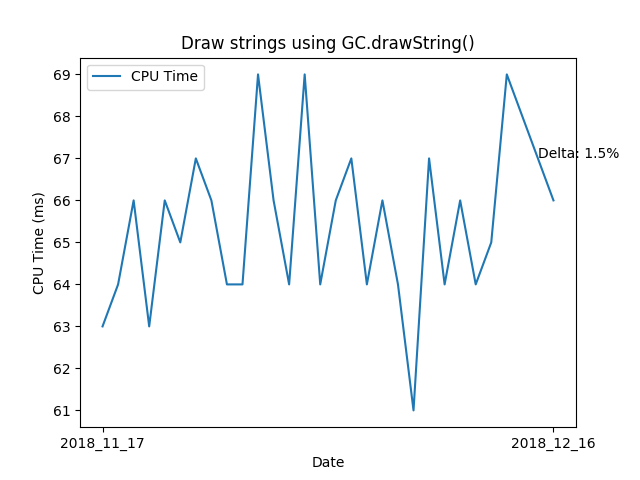 Draw strings using GC.drawString()
CPU Time
69
68
67
66
65
64
63
62
61
CPU Time (ms)
Delta: 1.5%
2018_11_17
2018_12_16
Date